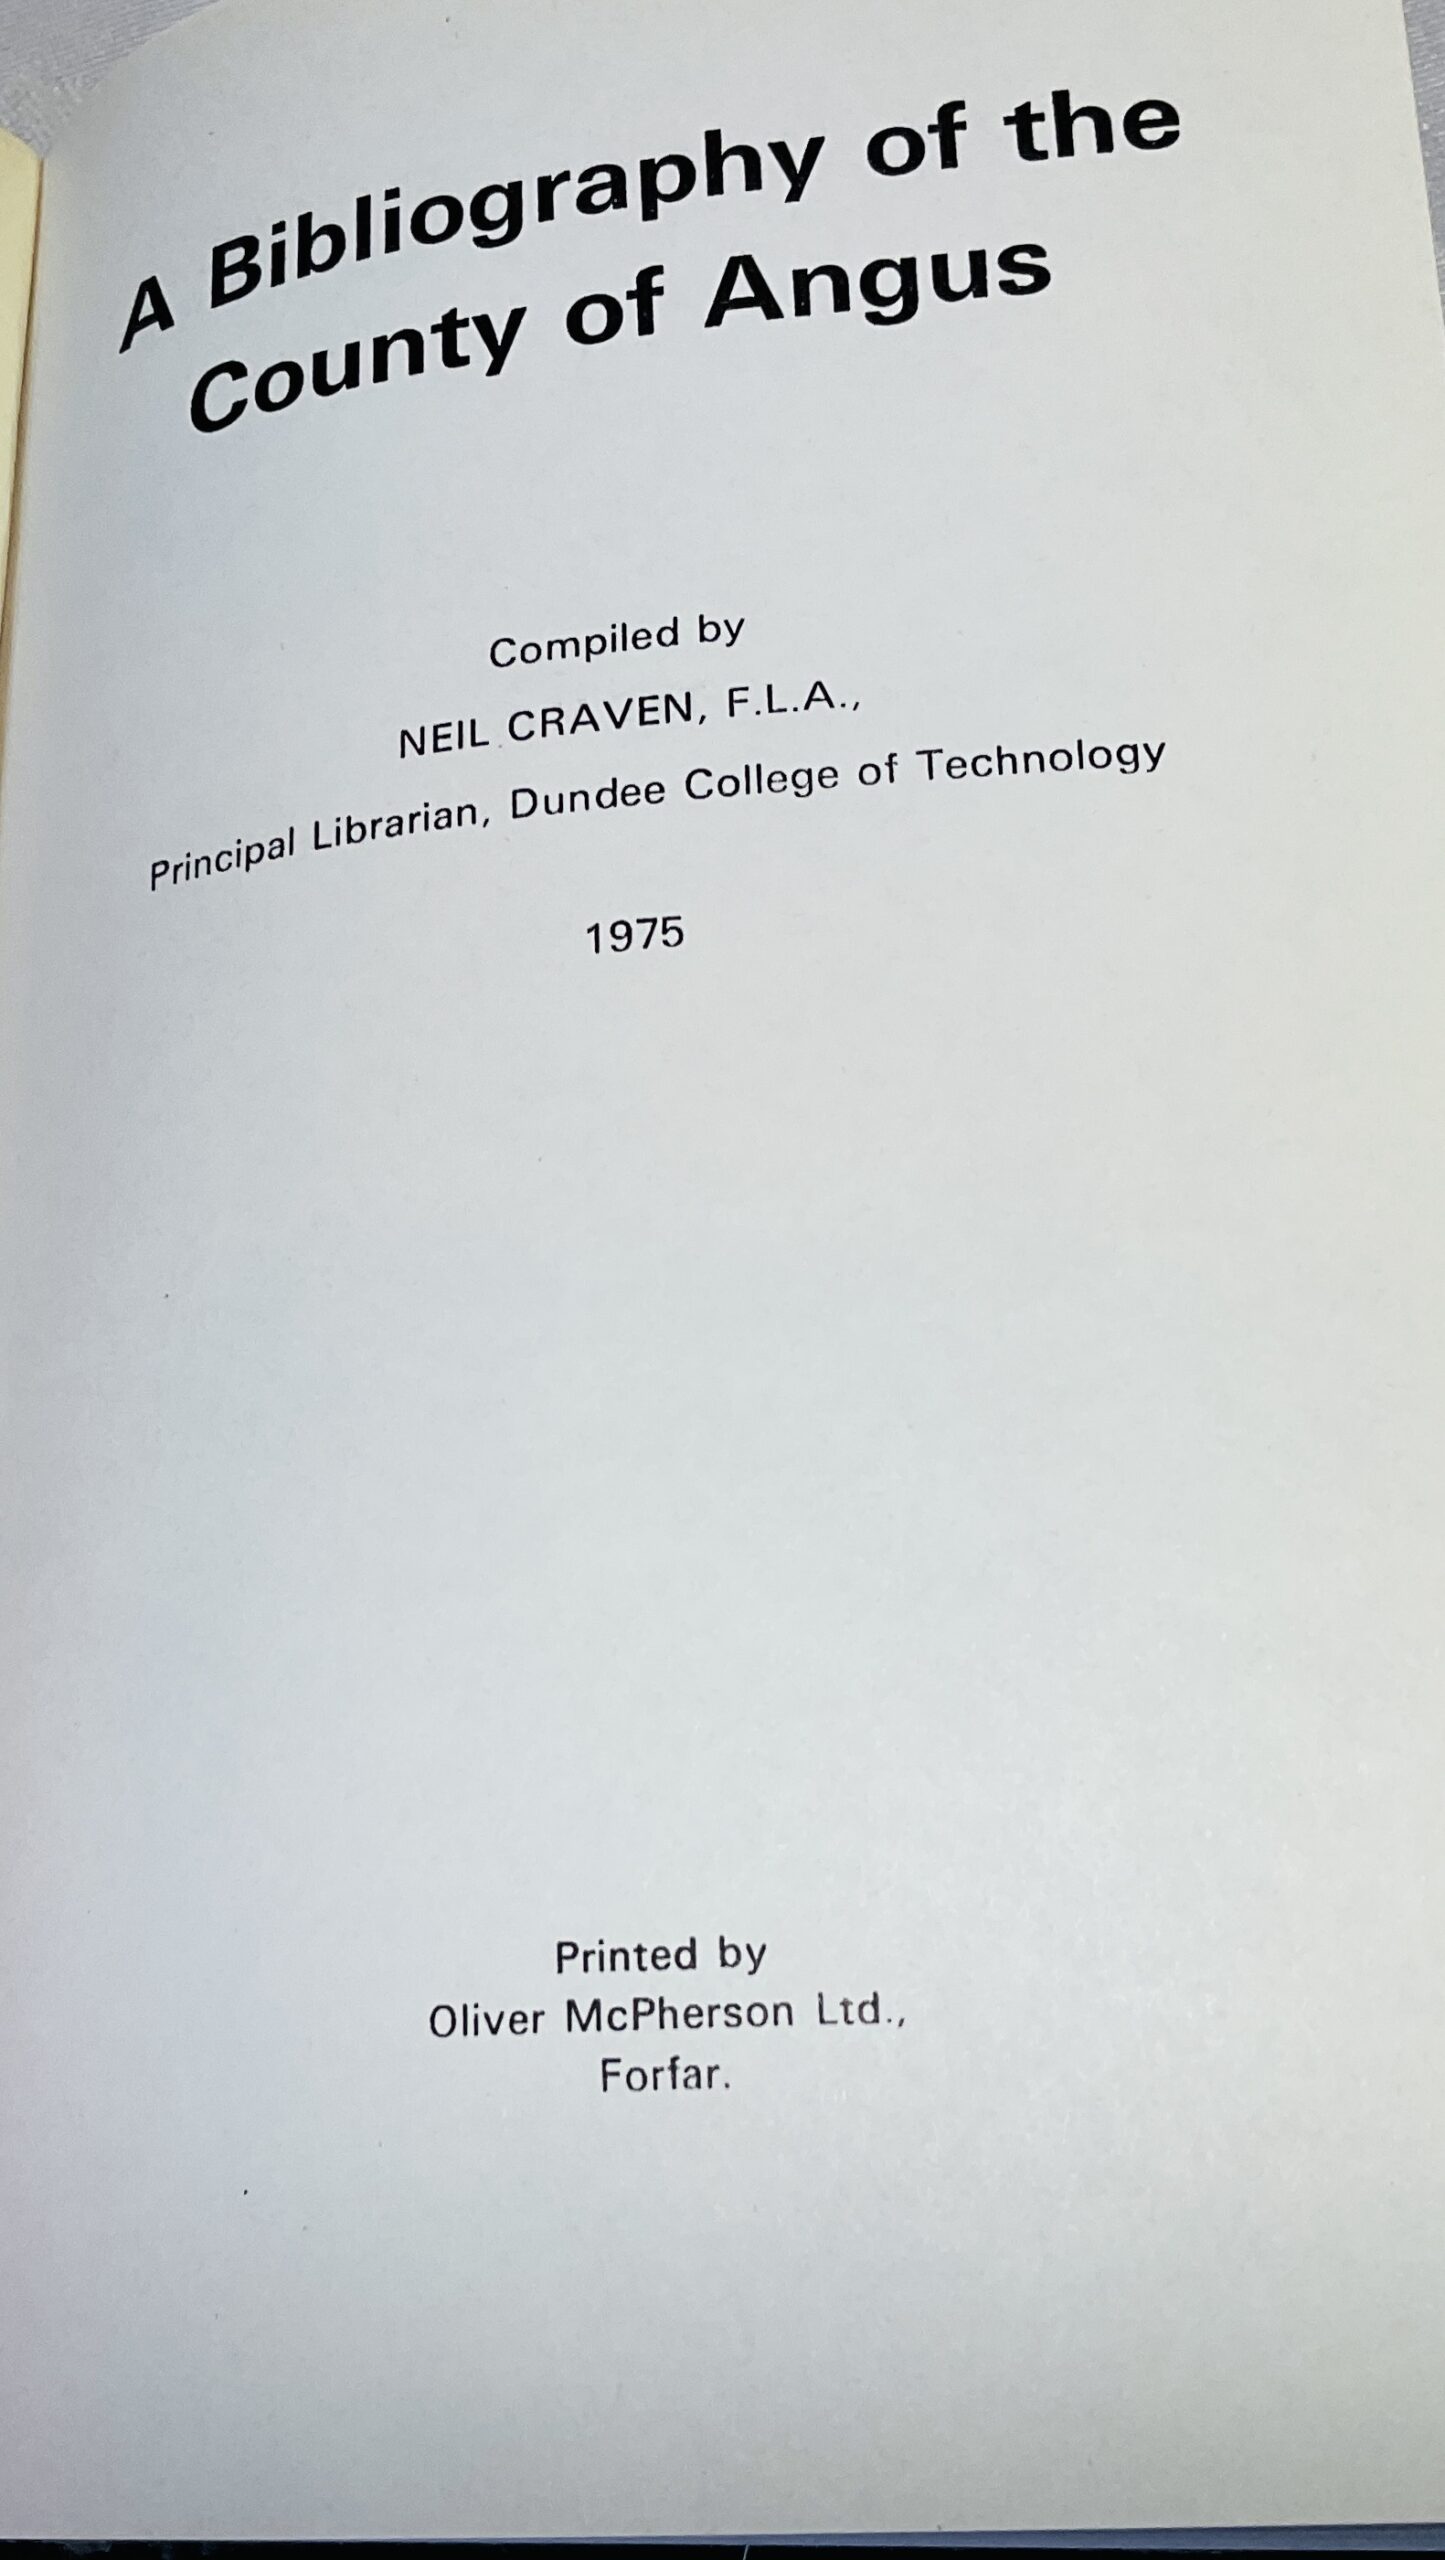 A Bibliography of the
County of Angus
Compiled by
NEIL CRAVEN, F.L.A.,
Principal Librarian, Dundee College of Technology
1975
Printed by
Oliver McPherson Ltd.,
Forfar.